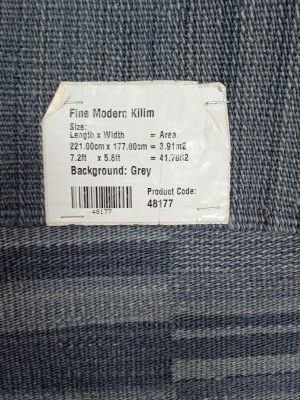 Fine Modern Kilim
Size:
Length x Width = Area
221.00cm x 177.00cm = 3.91m2
7.2ft x 5.8ft = 41.76ft2
Background: Grey
Product Code:
48177
48177